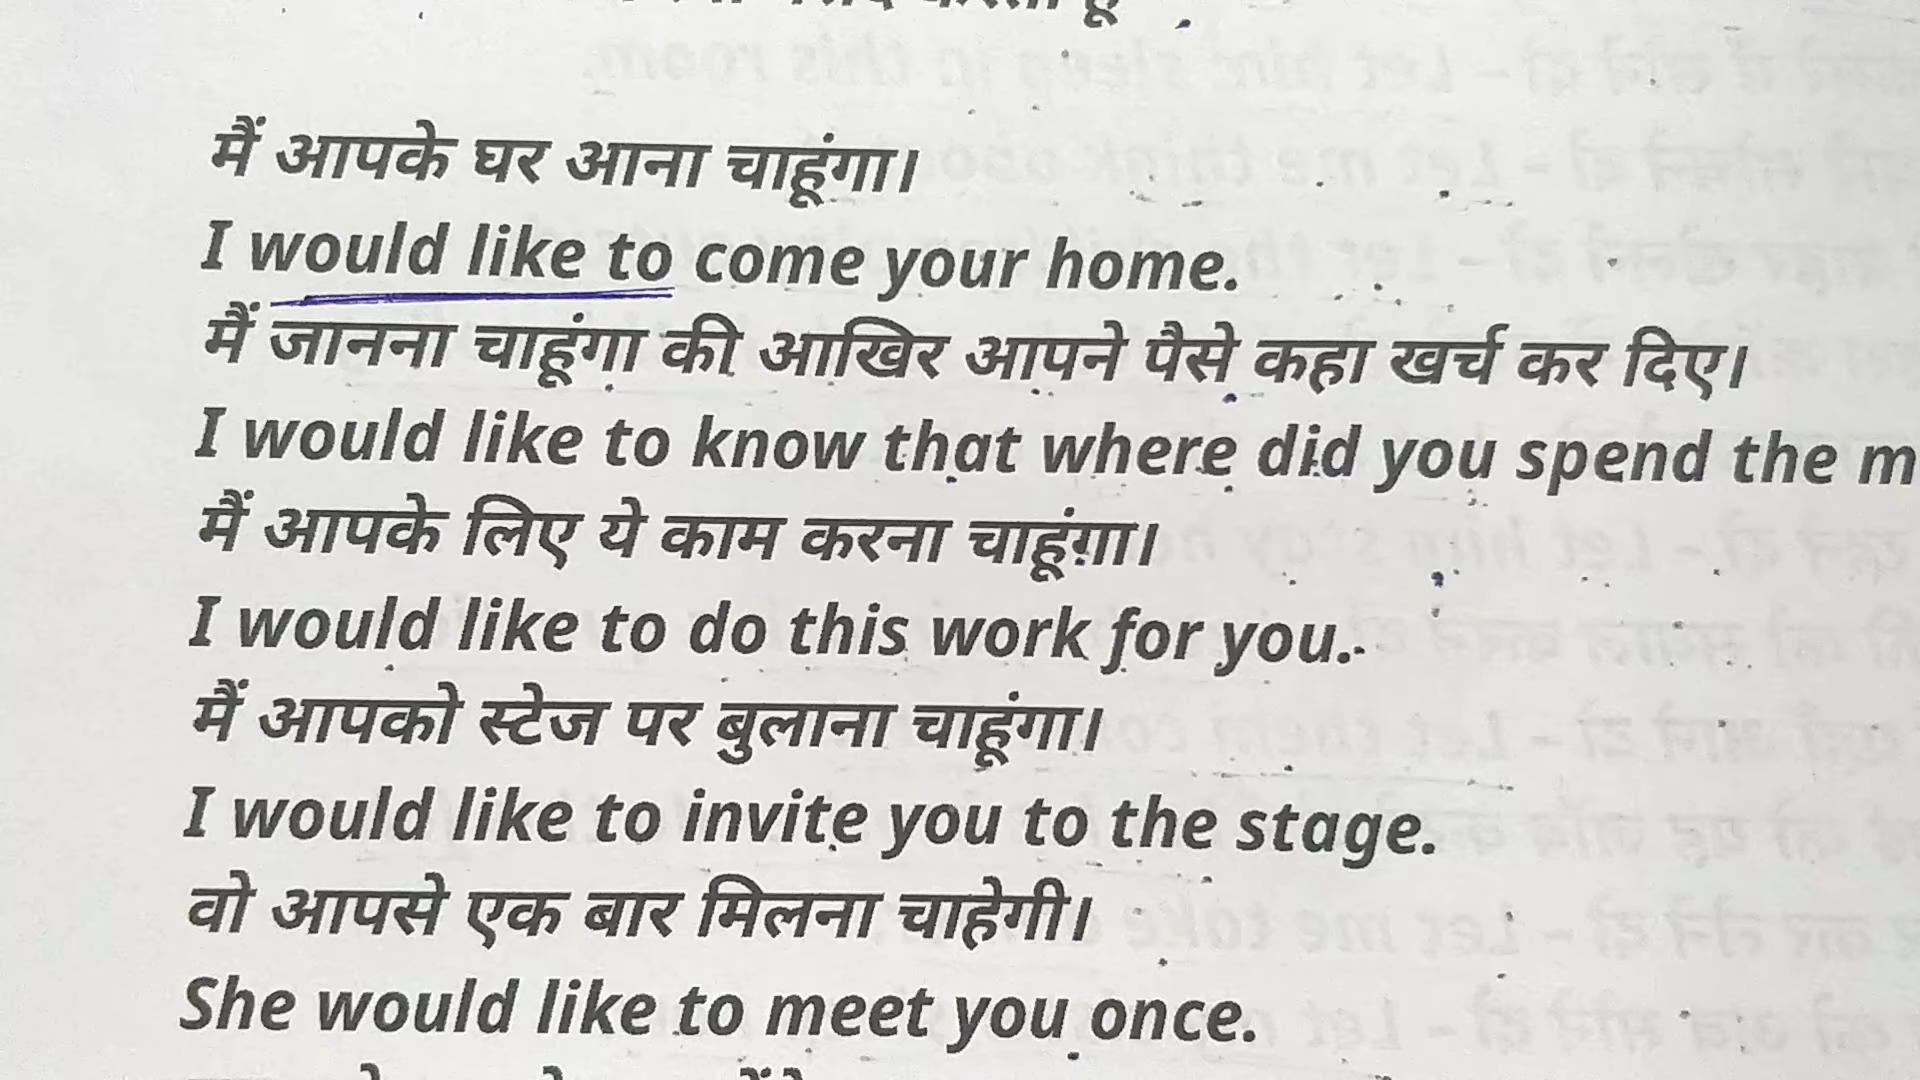 मैं आपके घर आना चाहूंगा।
I would like to come your home.
मैं जानना चाहूंगा की आखिर आपने पैसे कहा खर्च कर दिए।
I would like to know that where did you spend the m
मैं आपके लिए ये काम करना चाहूंगा।
I would like to do this work for you.
मैं आपको स्टेज पर बुलाना चाहूंगा।
I would like to invite you to the stage.
वो आपसे एक बार मिलना चाहेगी।
She would like to meet you once.